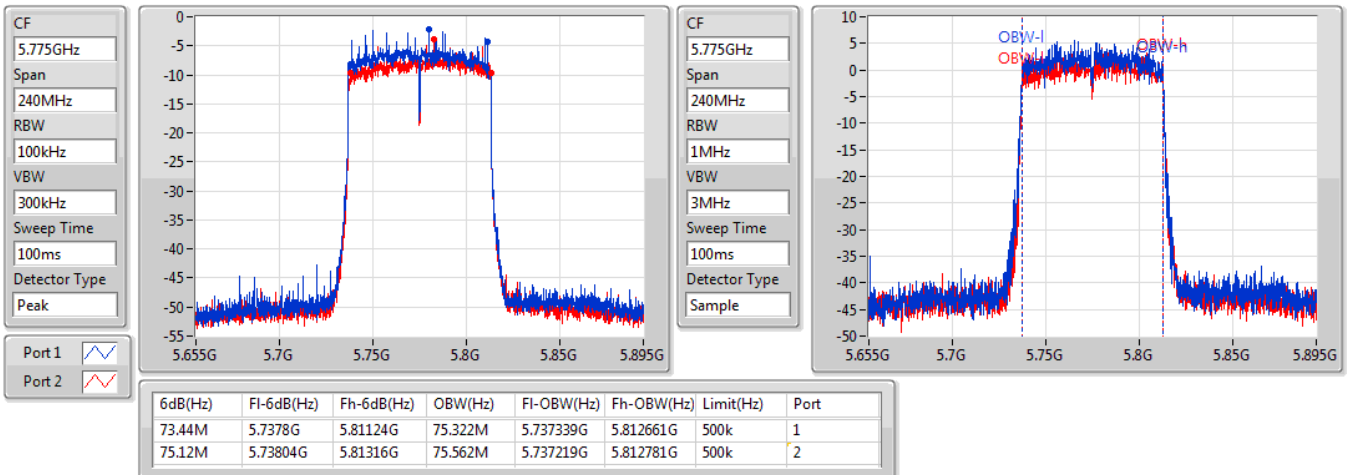 CF
5.775GHz
Span
240MHz
RBW
100kHz
VBW
300kHz
Sweep Time
100ms
Detector Type
Peak
Port 1
Port 2
0
-5
-10
-15
-20
-25
-30
-35
-40
-45
-50
-55
5.655G 5.7G 5.75G 5.8G 5.85G 5.895G
CF
5.775GHz
Span
240MHz
RBW
1MHz
VBW
3MHz
Sweep Time
100ms
Detector Type
Sample
10
5
0
-5
-10
-15
-20
-25
-30
-35
-40
-45
-50
OBW-l
OBW-h
5.655G 5.7G 5.75G 5.8G 5.85G 5.895G
6dB(Hz) Fl-6dB(Hz) Fh-6dB(Hz) OBW(Hz) Fl-OBW(Hz) Fh-OBW(Hz) Limit(Hz) Port
73.44M 5.7378G 5.81124G 75.322M 5.737339G 5.812661G 500k 1
75.12M 5.73804G 5.81316G 75.562M 5.737219G 5.812781G 500k 2